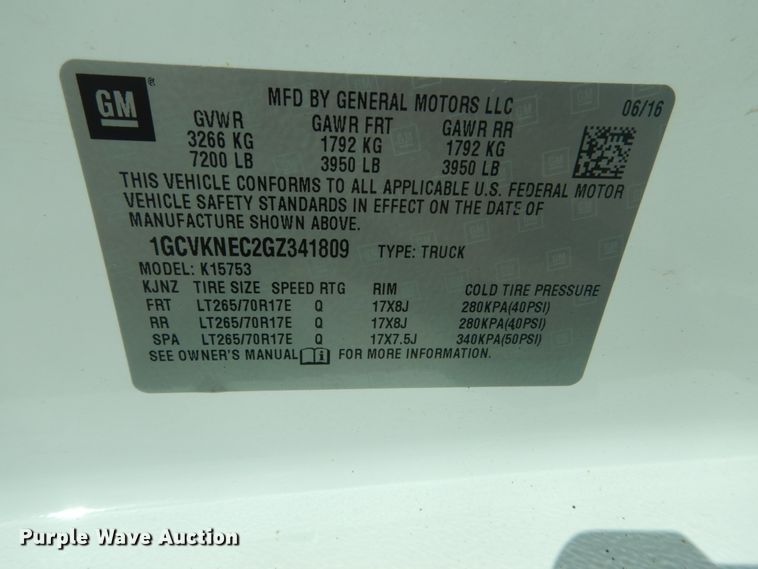 GM
MFD BY GENERAL MOTORS LLC 06/16
GVWR GAWR FRT GAWR RR
3266 KG 1792 KG 1792 KG
7200 LB 3950 LB 3950 LB
THIS VEHICLE CONFORMS TO ALL APPLICABLE U.S. FEDERAL MOTOR
VEHICLE SAFETY STANDARDS IN EFFECT ON THE DATE OF
MANUFACTURE SHOWN ABOVE.
1GCVKNEC2GZ341809 TYPE: TRUCK
MODEL: K15753
KJNZ TIRE SIZE SPEED RTG RIM COLD TIRE PRESSURE
FRT LT265/70R17E Q 17X8J 280KPA(40PSI)
RR LT265/70R17E Q 17X8J 280KPA(40PSI)
SPA LT265/70R17E Q 17X7.5J 340KPA(50PSI)
SEE OWNER'S MANUAL FOR MORE INFORMATION.
Purple Wave Auction